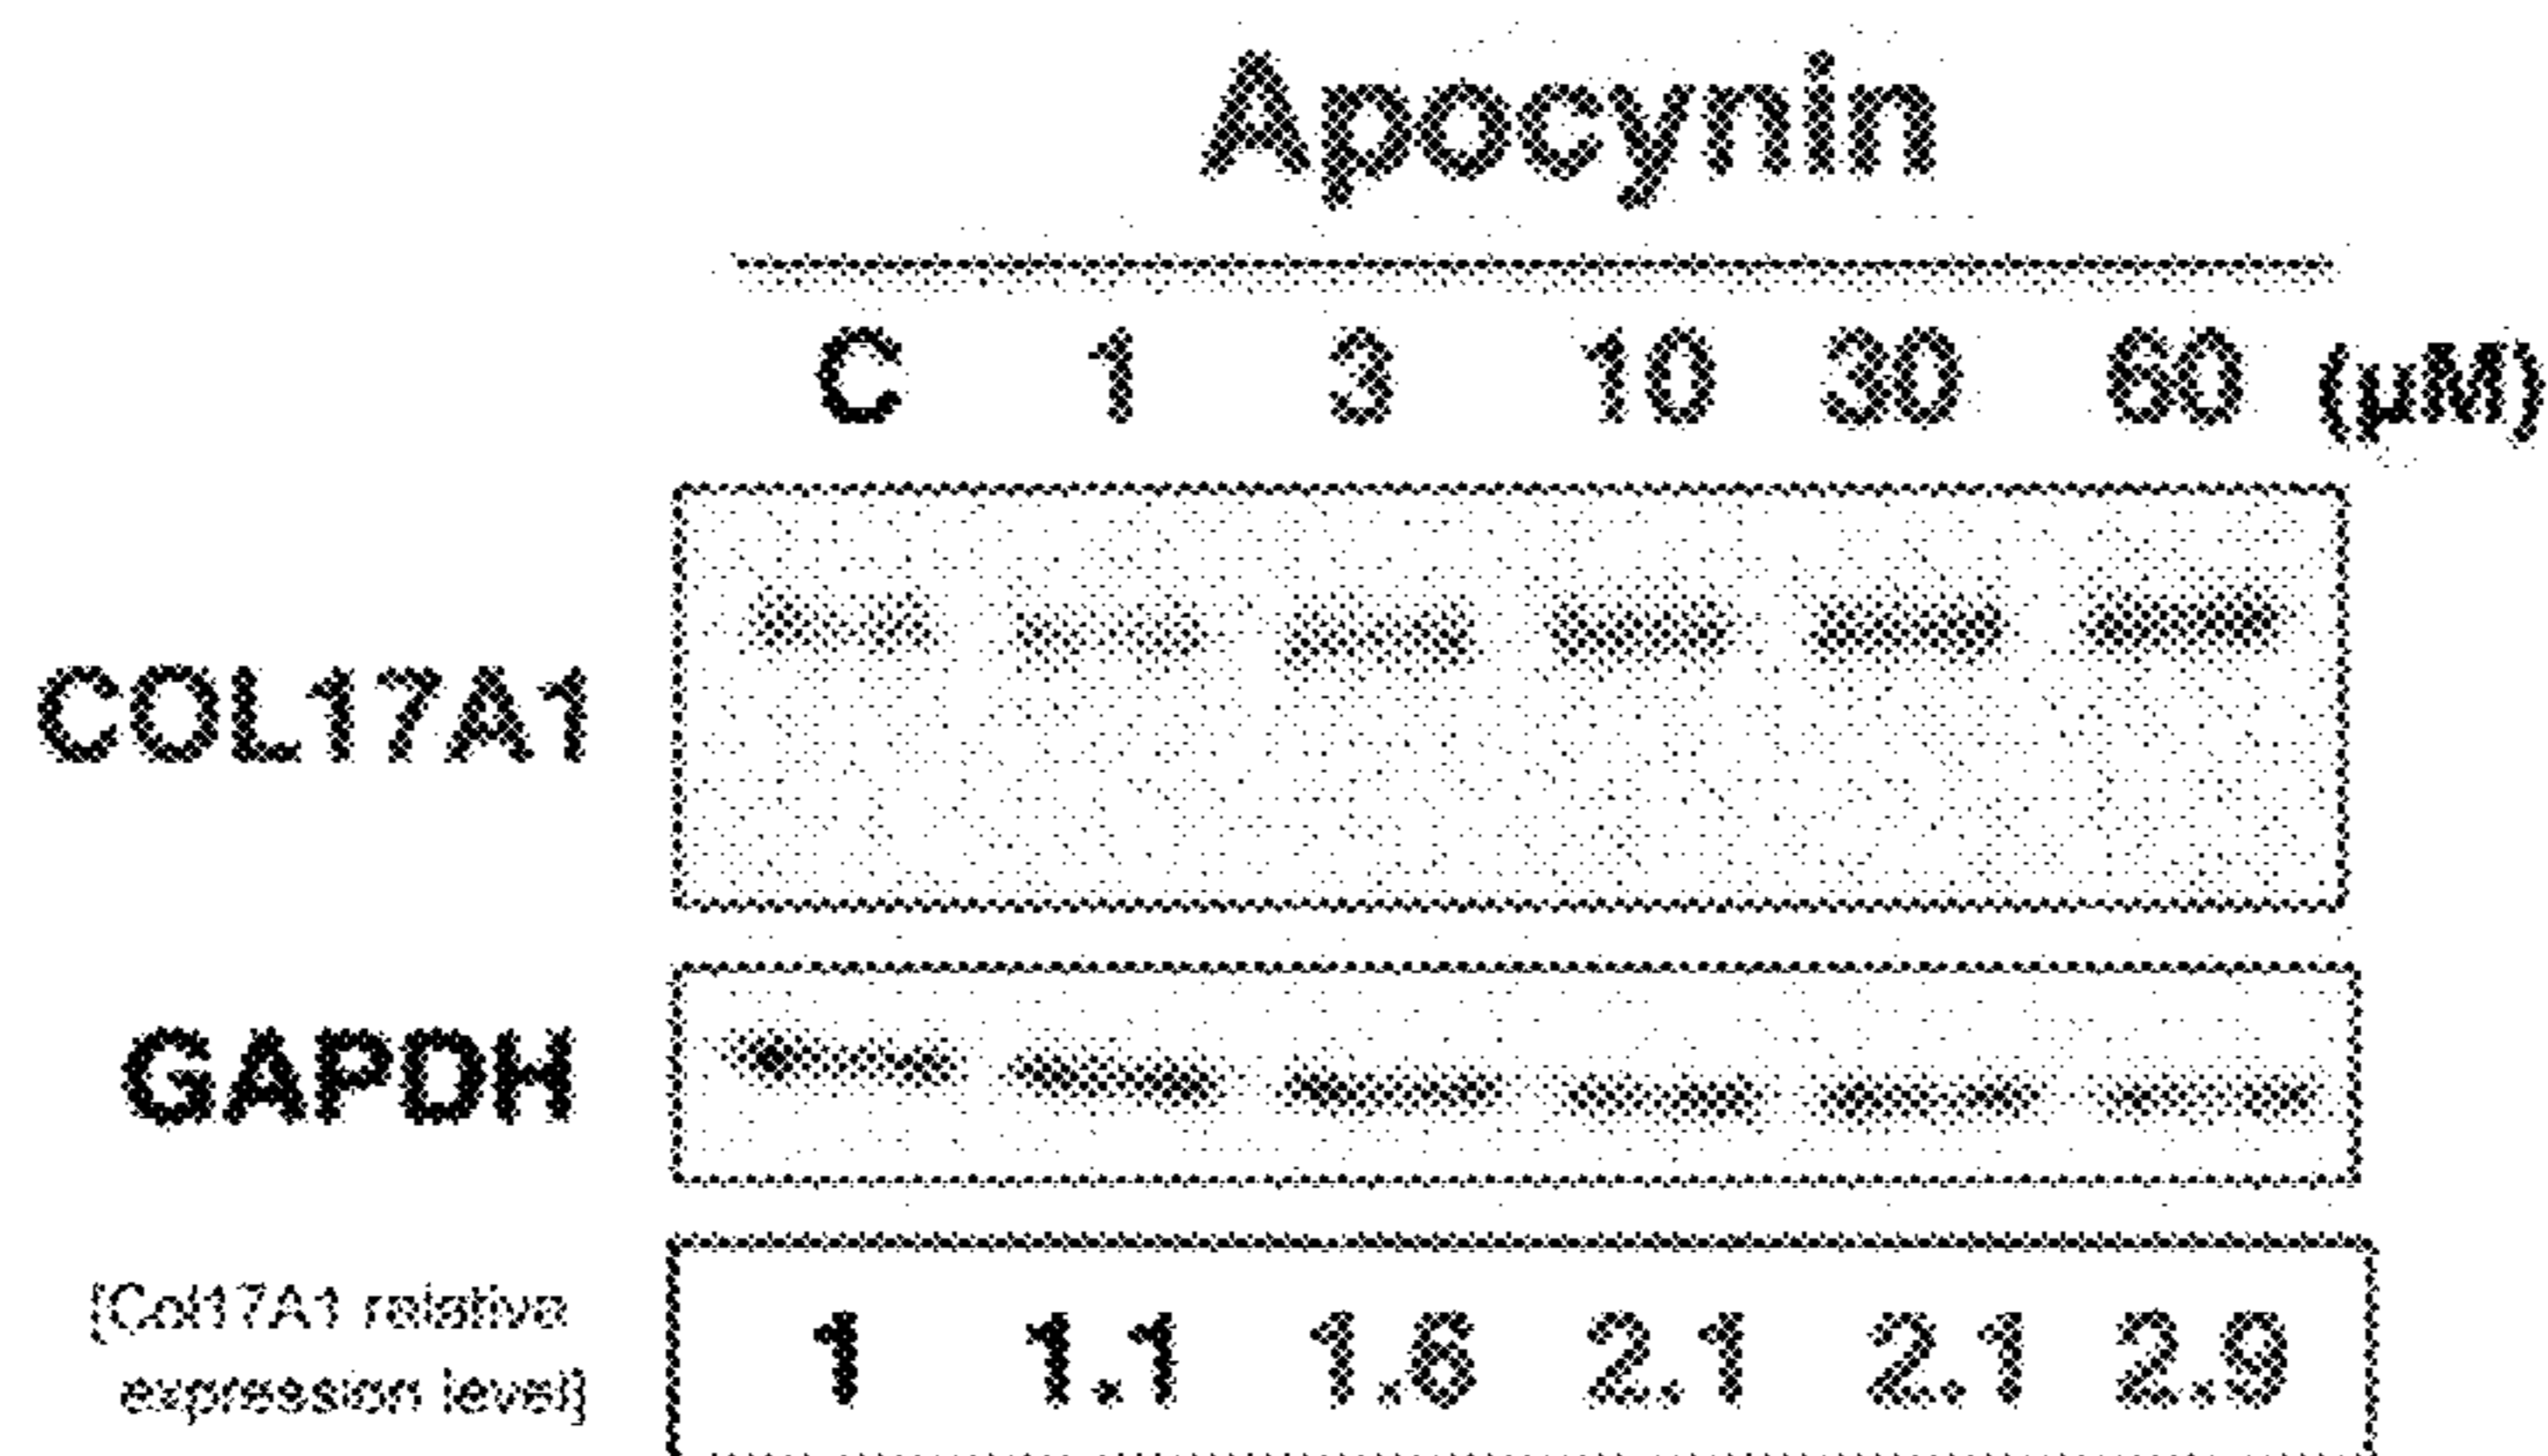 Apocynin
C 1 3 10 30 60 (µM)
COL17A1
GAPDH
[Col17A1 relative
expression level]
1 1.1 1.6 2.1 2.1 2.9